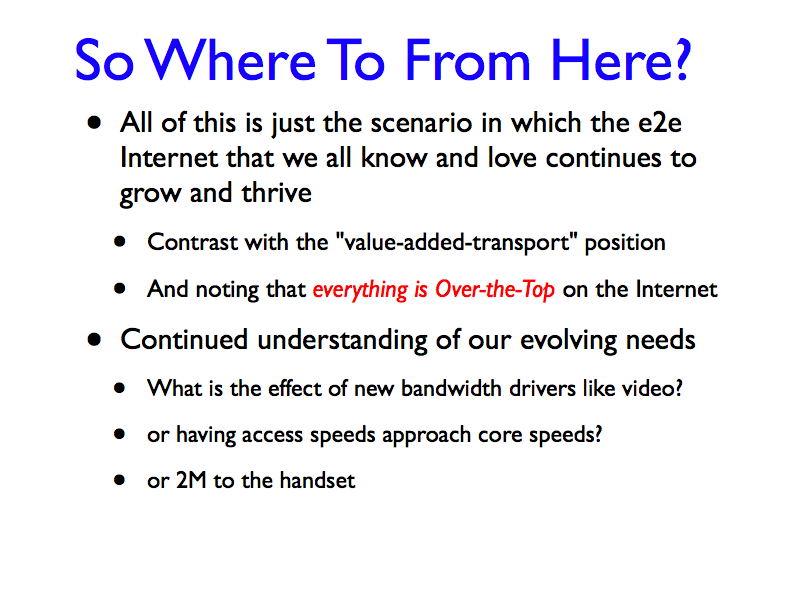 So Where To From Here?
• All of this is just the scenario in which the e2e
Internet that we all know and love continues to
grow and thrive
• Contrast with the "value-added-transport" position
• And noting that everything is Over-the-Top on the Internet
• Continued understanding of our evolving needs
• What is the effect of new bandwidth drivers like video?
• or having access speeds approach core speeds?
• or 2M to the handset